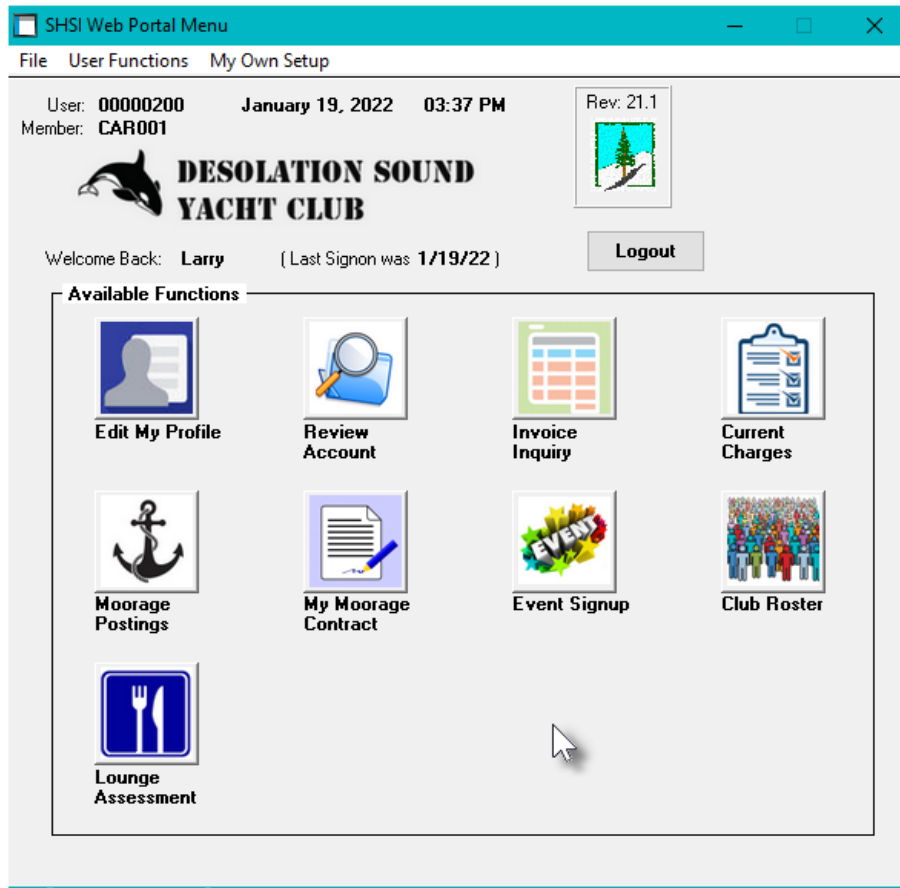 SHSI Web Portal Menu
File User Functions My Own Setup
User: 00000200 January 19, 2022 03:37 PM
Rev: 21.1
Member: CAR001
DESOLATION SOUND
YACHT CLUB
Welcome Back: Larry ( Last Signon was 1/19/22 )
Logout
Available Functions
Edit My Profile
Review
Account
Invoice
Inquiry
Current
Charges
Moorage
Postings
My Moorage
Contract
EVENT
Event Signup
Club Roster
Lounge
Assessment